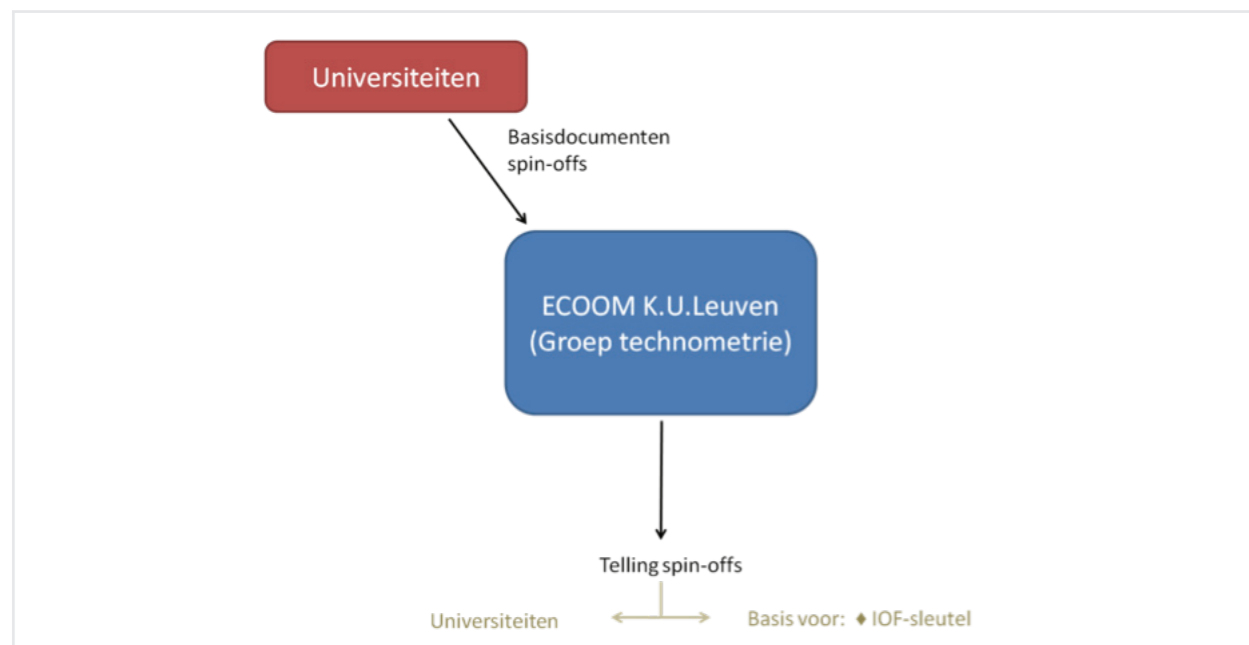 Universiteiten
Basisdocumenten
spin-offs
ECOOM K.U.Leuven
(Groep technometrie)
Telling spin-offs
Universiteiten
Basis voor: ♦ IOF-sleutel